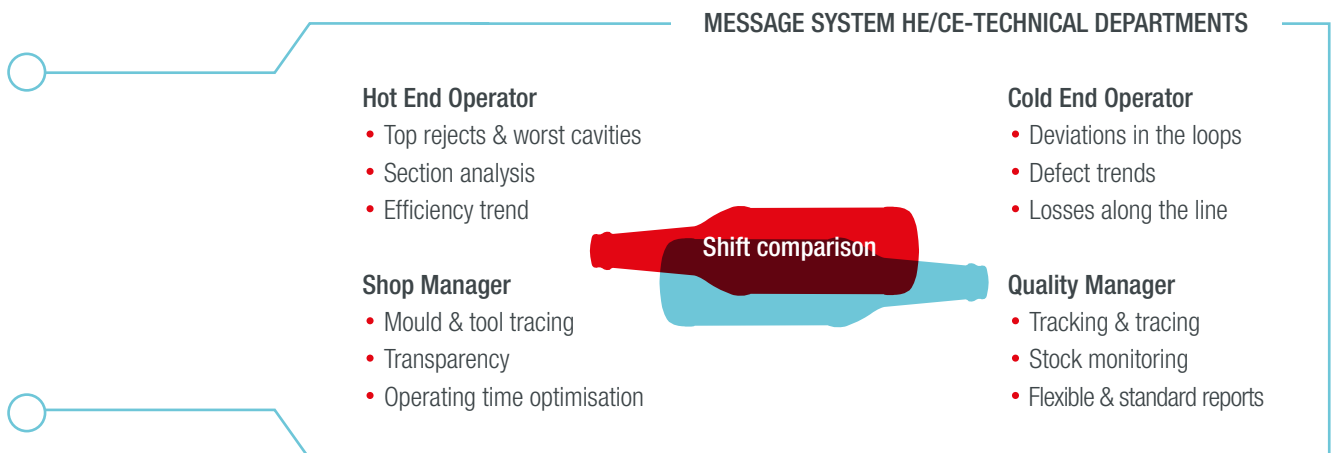 MESSAGE SYSTEM HE/CE-TECHNICAL DEPARTMENTS
Hot End Operator
• Top rejects & worst cavities
• Section analysis
• Efficiency trend
Cold End Operator
• Deviations in the loops
• Defect trends
• Losses along the line
Shift comparison
Shop Manager
• Mould & tool tracing
• Transparency
• Operating time optimisation
Quality Manager
• Tracking & tracing
• Stock monitoring
• Flexible & standard reports